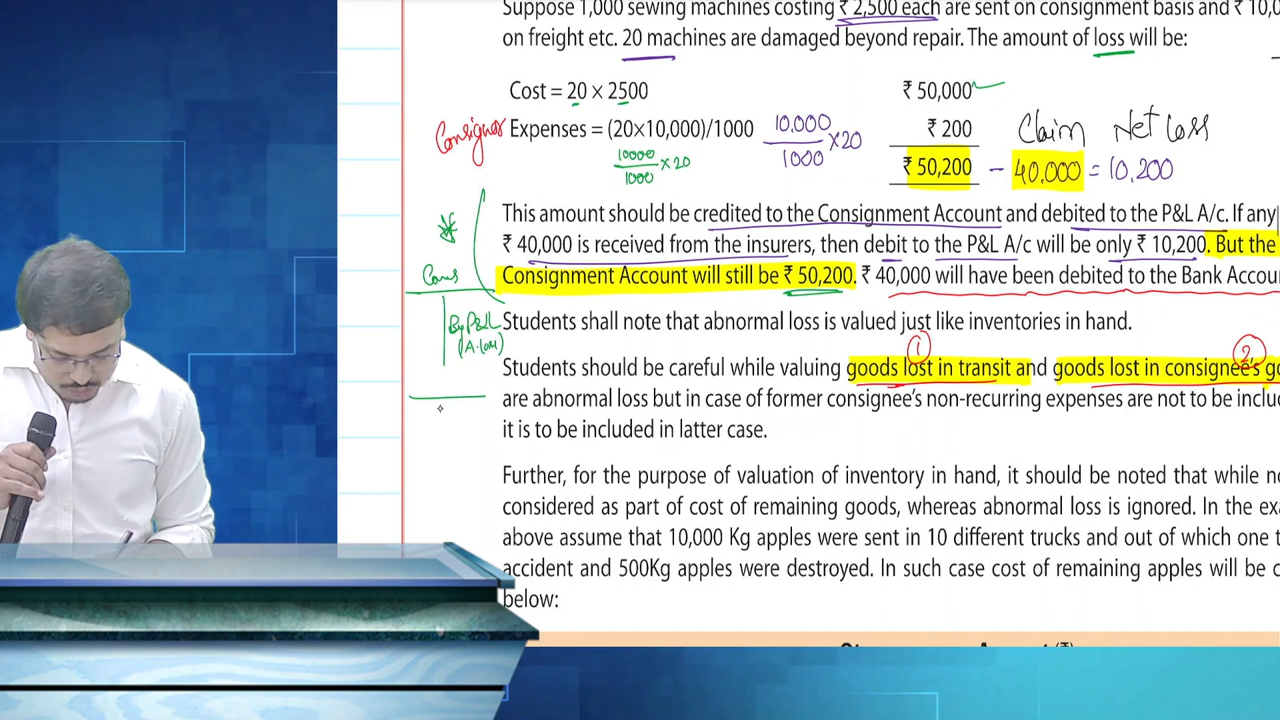 Suppose 1,000 sewing machines costing ₹ 2,500 each are sent on consignment basis and ₹ 10,0
on freight etc. 20 machines are damaged beyond repair. The amount of loss will be:
Cost = 20 × 2500 ₹ 50,000
Consignor Expenses = (20×10,000)/1000 10.000/1000 ×20 ₹ 200 Claim Net Loss
10000/1000 ×20 ₹ 50,200 – 40.000 = 10,200
This amount should be credited to the Consignment Account and debited to the P&L A/c. If any
₹ 40,000 is received from the insurers, then debit to the P&L A/c will be only ₹ 10,200. But the
Cons Consignment Account will still be ₹ 50,200. ₹ 40,000 will have been debited to the Bank Accou
By P&L Students shall note that abnormal loss is valued just like inventories in hand.
(A.loss)
1 2
Students should be careful while valuing goods lost in transit and goods lost in consignee's go
are abnormal loss but in case of former consignee's non-recurring expenses are not to be includ
it is to be included in latter case.
Further, for the purpose of valuation of inventory in hand, it should be noted that while no
considered as part of cost of remaining goods, whereas abnormal loss is ignored. In the exa
above assume that 10,000 Kg apples were sent in 10 different trucks and out of which one t
accident and 500Kg apples were destroyed. In such case cost of remaining apples will be c
below: